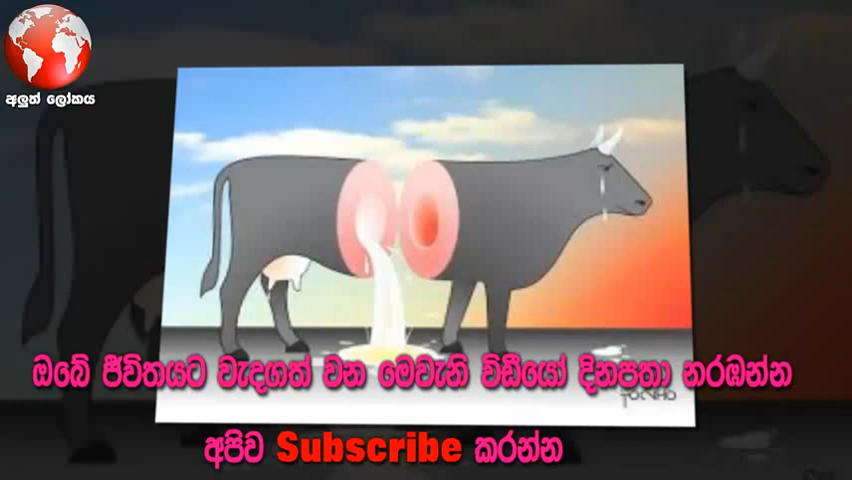 අලුත් ලෝකය
ඔබේ ජීවිතයට වැදගත් වන මෙවැනි වීඩියෝ දිනපතා නරඹන්න
අපිව Subscribe කරන්න